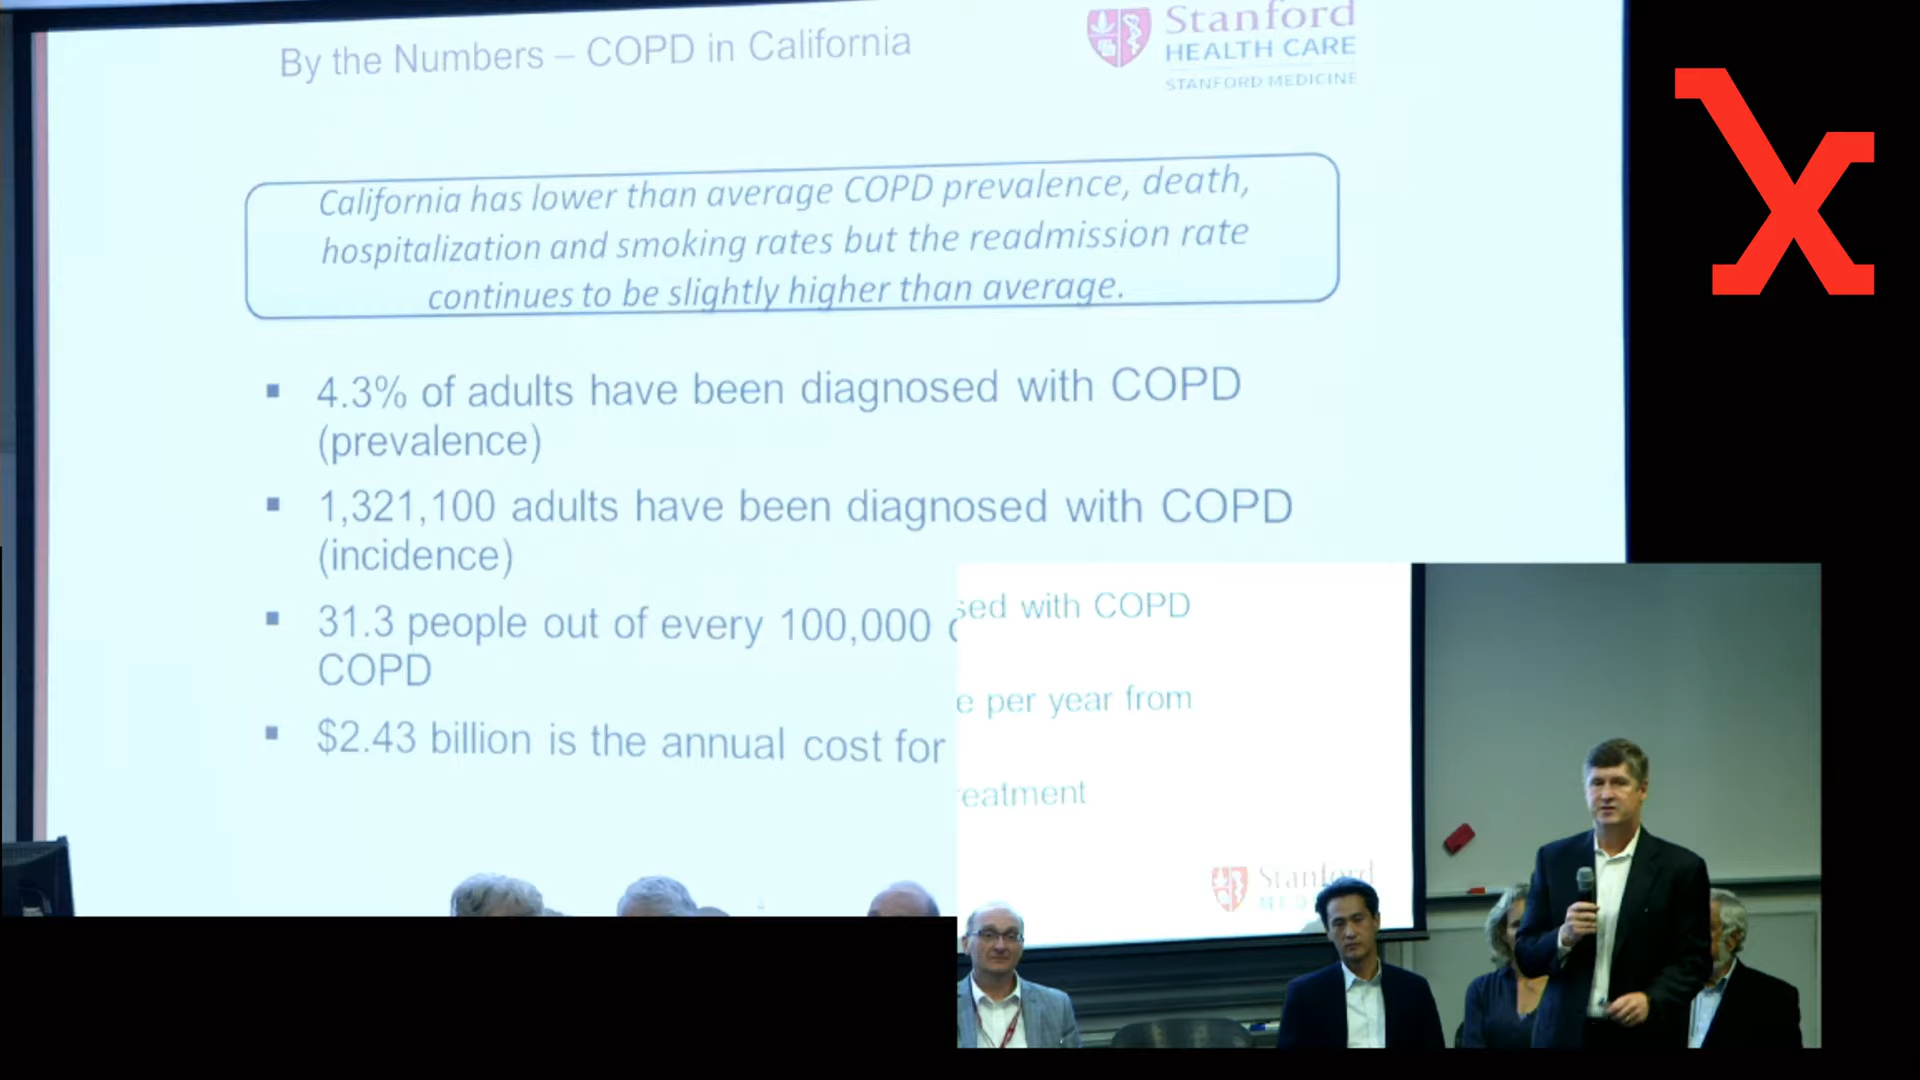 By the Numbers – COPD in California
Stanford
HEALTH CARE
STANFORD MEDICINE
California has lower than average COPD prevalence, death,
hospitalization and smoking rates but the readmission rate
continues to be slightly higher than average.
▪ 4.3% of adults have been diagnosed with COPD
(prevalence)
▪ 1,321,100 adults have been diagnosed with COPD
(incidence)
▪ 31.3 people out of every 100,000
COPD
▪ $2.43 billion is the annual cost for
sed with COPD
e per year from
reatment
Stanford